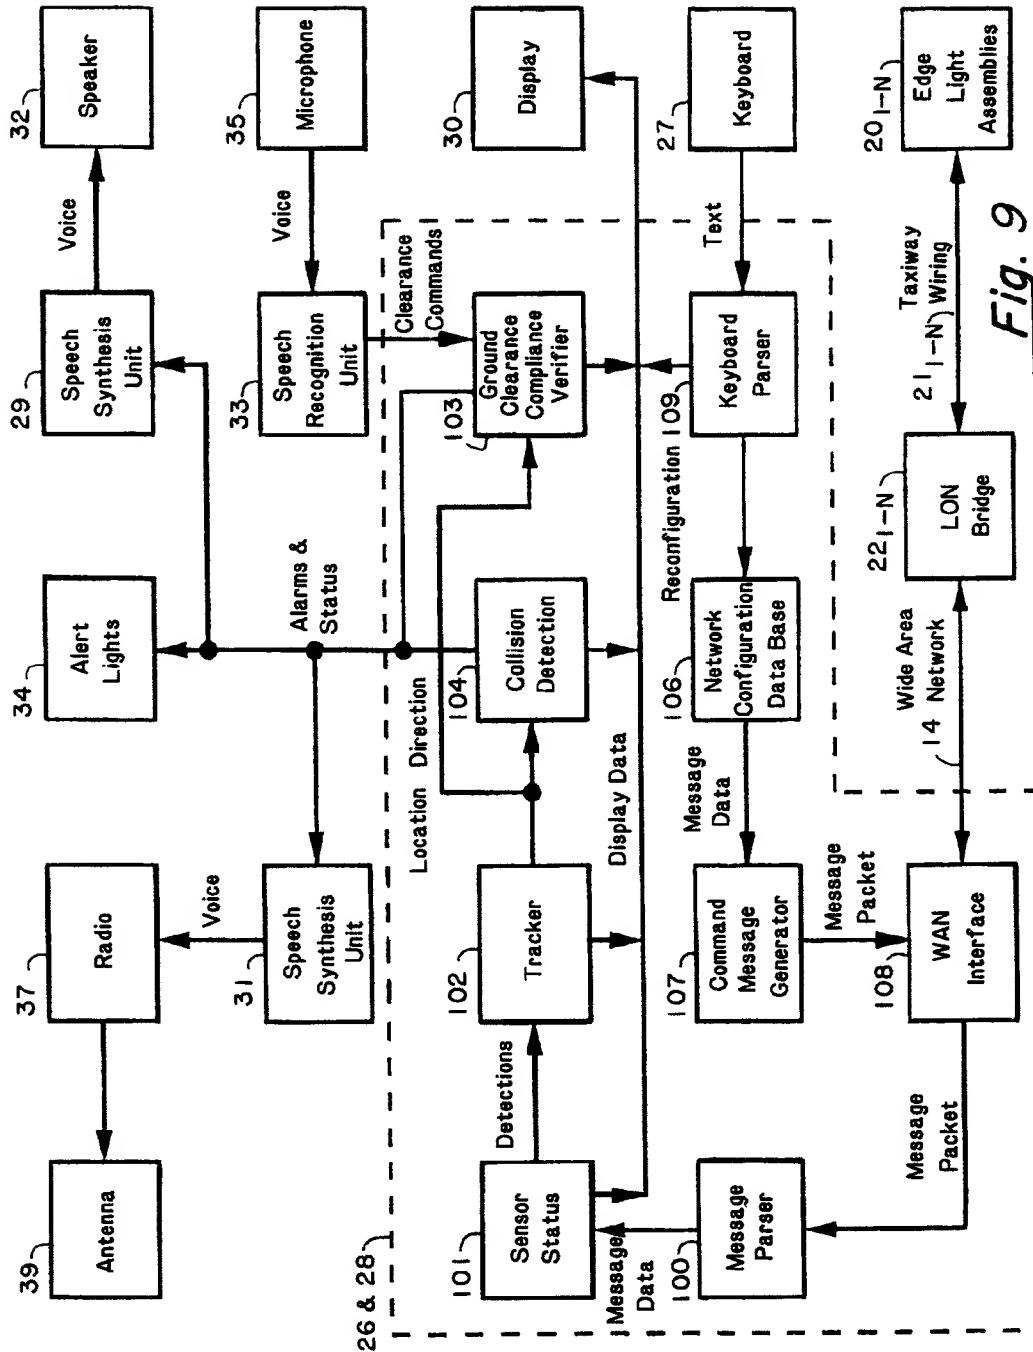 39
Antenna
37
Radio
34
Alert
Lights
29
Speech
Synthesis
Unit
Voice
32
Speaker
Voice
31
Speech
Synthesis
Unit
Alarms &
Status
33
Speech
Recognition
Unit
Voice
35
Microphone
26 & 28
Location Direction
Clearance
Commands
101
Sensor
Status
Detections
102
Tracker
104
Collision
Detection
103
Ground
Clearance
Compliance
Verifier
30
Display
Message
Data
Display Data
100
Message
Parser
107
Command
Message
Generator
Message
Data
106
Network
Configuration
Data Base
Reconfiguration
109
Keyboard
Parser
Text
27
Keyboard
Message
Packet
Message
Packet
108
WAN
Interface
Wide Area
14 Network
22 1-N
LON
Bridge
Taxiway
21 1-N Wiring
20 1-N
Edge
Light
Assemblies
Fig. 9